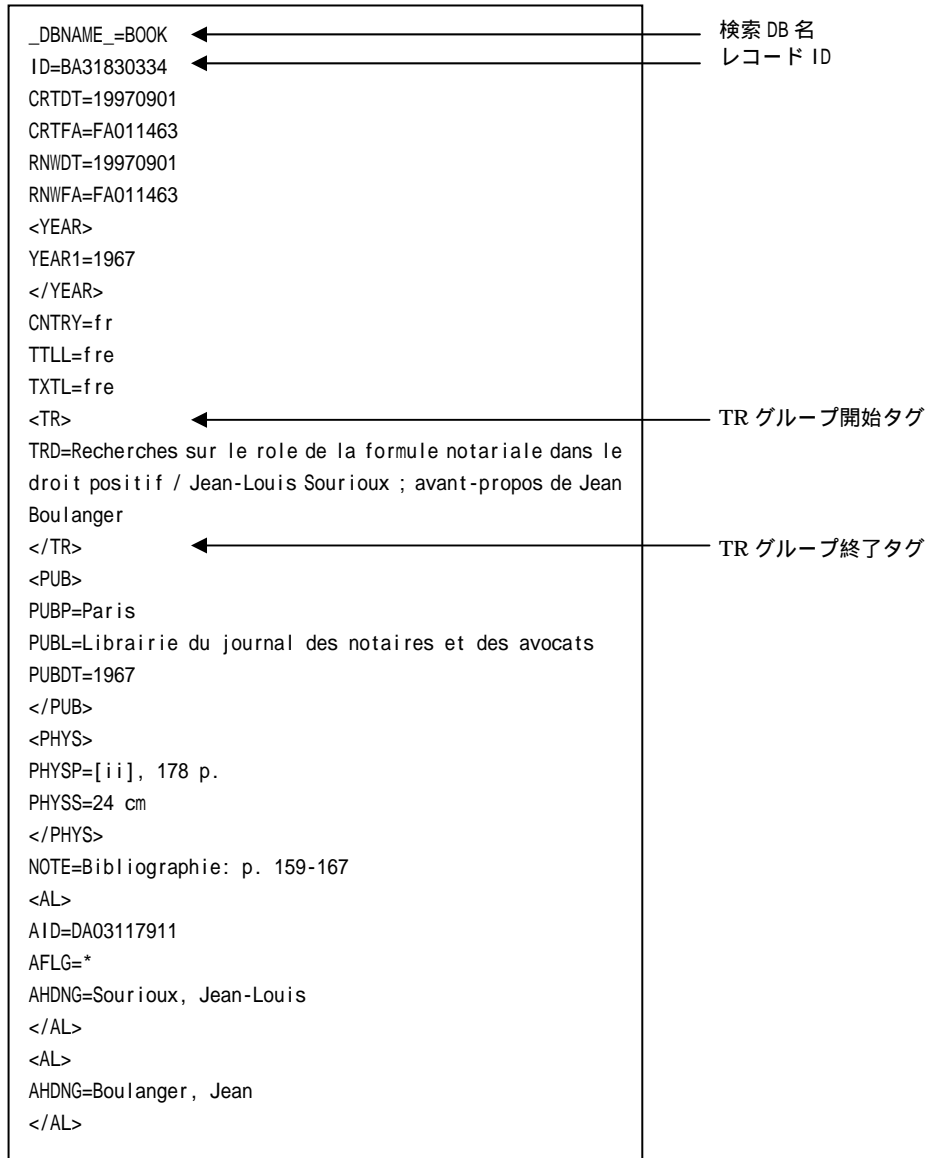 _DBNAME_=BOOK
検索 DB 名
ID=BA31830334
レコード ID
CRTDT=19970901
CRTFA=FA011463
RNWDT=19970901
RNWFA=FA011463
<YEAR>
YEAR1=1967
</YEAR>
CNTRY=fr
TTLL=fre
TXTL=fre
<TR>
TR グループ開始タグ
TRD=Recherches sur le role de la formule notariale dans le
droit positif / Jean-Louis Sourioux ; avant-propos de Jean
Boulanger
</TR>
TR グループ終了タグ
<PUB>
PUBP=Paris
PUBL=Librairie du journal des notaires et des avocats
PUBDT=1967
</PUB>
<PHYS>
PHYSP=[ii], 178 p.
PHYSS=24 cm
</PHYS>
NOTE=Bibliographie: p. 159-167
<AL>
AID=DA03117911
AFLG=*
AHDNG=Sourioux, Jean-Louis
</AL>
<AL>
AHDNG=Boulanger, Jean
</AL>